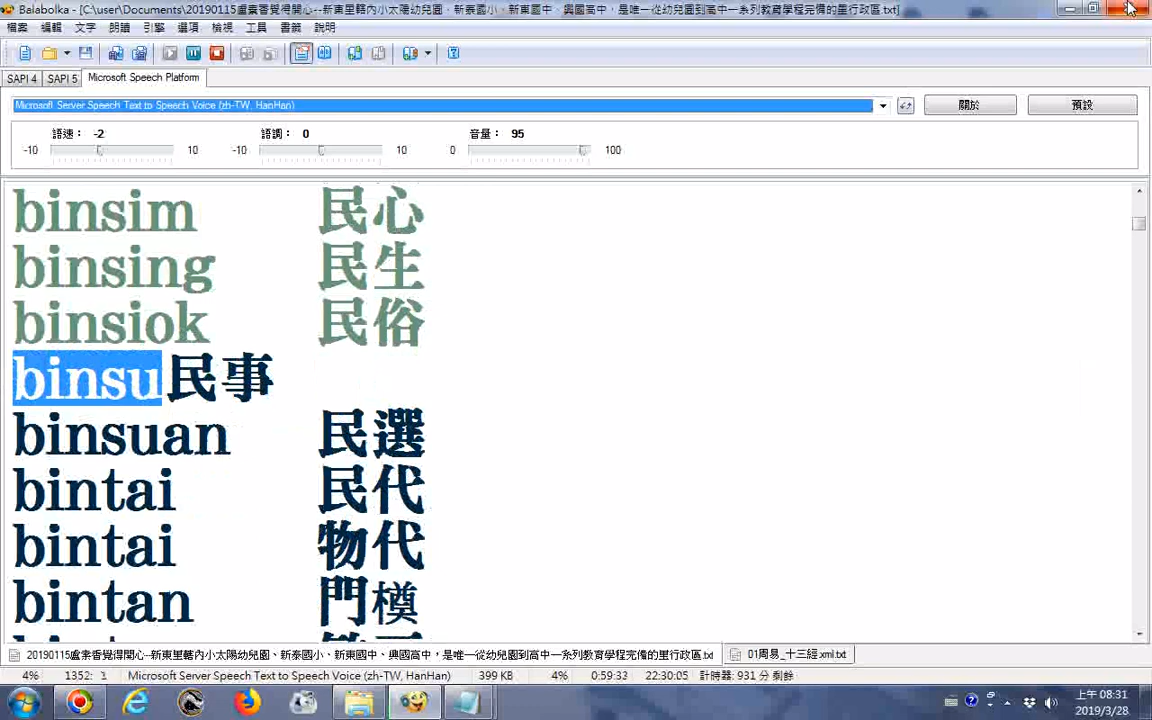 Balabolka - [C:\user\Documents\20190115盧素香覺得開心--新東里轄內小太陽幼兒園、新泰國小、新東國中、興國高中，是唯一從幼兒園到高中一系列教育學程完備的里行政區.txt]
檔案 編輯 文字 朗讀 引擎 選項 檢視 工具 書籤 說明
SAPI 4 SAPI 5 Microsoft Speech Platform
Microsoft Server Speech Text to Speech Voice (zh-TW, HanHan)
關於 預設
語速： -2 語調： 0 音量： 95
-10 10 -10 10 0 100
binsim 民心
binsing 民生
binsiok 民俗
binsu民事
binsuan 民選
bintai 民代
bintai 物代
bintan 門模
20190115盧素香覺得開心--新東里轄內小太陽幼兒園、新泰國小、新東國中、興國高中，是唯一從幼兒園到高中一系列教育學程完備的里行政區.txt 01周易_十三經.xml.txt
4% 1352: 1 Microsoft Server Speech Text to Speech Voice (zh-TW, HanHan) 399 KB 4% 0:59:33 22:30:05 計時器: 931 分 剩餘
上午 08:31
2019/3/28